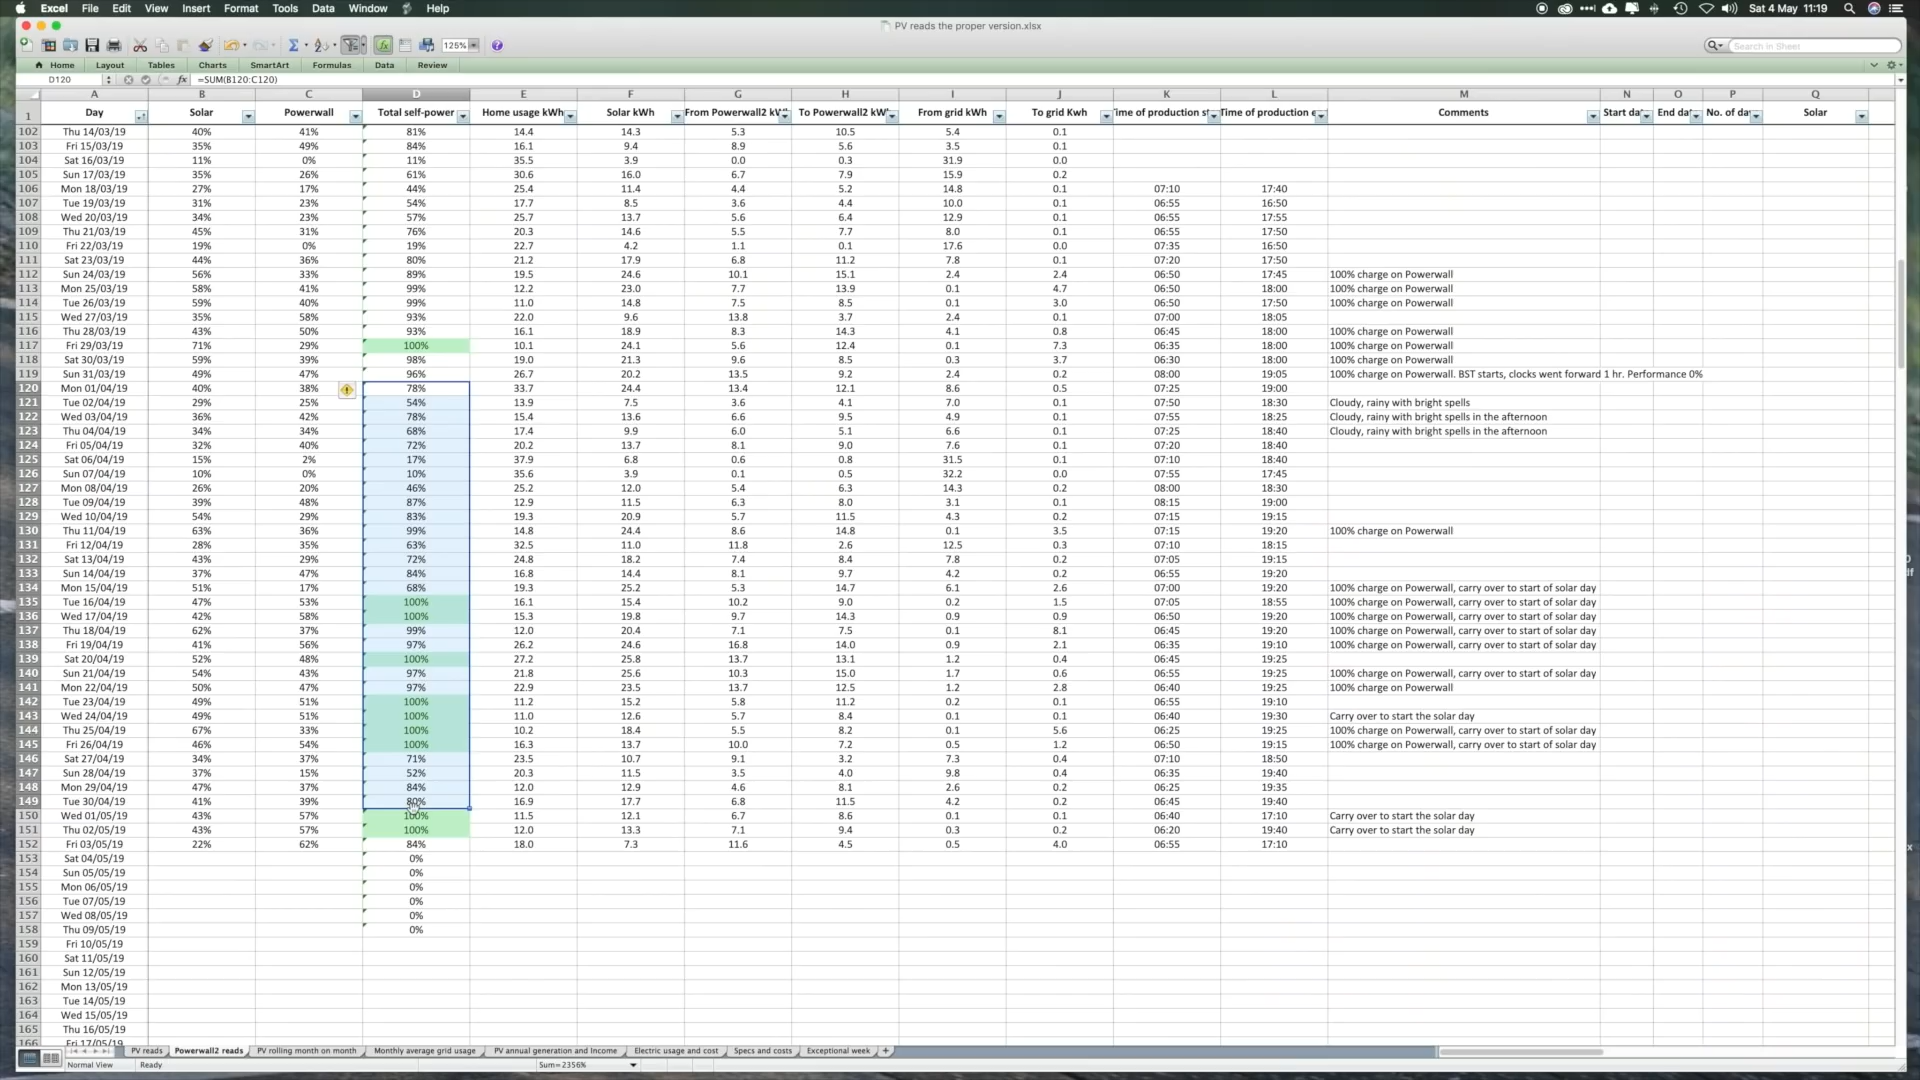 Excel File Edit View Insert Format Tools Data Window Help Sat 4 May 11:19
PV reads the proper version.xlsx
125% Search in Sheet
Home Layout Tables Charts SmartArt Formulas Data Review
D120 fx =SUM(B120:C120)
A B C D E F G H I J K L M N O P Q
1 Day Solar Powerwall Total self-power Home usage kWh Solar kWh From Powerwall2 kW To Powerwall2 kW From grid kWh To grid Kwh Time of production st Time of production e Comments Start da End da No. of da Solar
102 Thu 14/03/19 40% 41% 81% 14.4 14.3 5.3 10.5 5.4 0.1
103 Fri 15/03/19 35% 49% 84% 16.1 9.4 8.9 5.6 3.5 0.1
104 Sat 16/03/19 11% 0% 11% 35.5 3.9 0.0 0.3 31.9 0.0
105 Sun 17/03/19 35% 26% 61% 30.6 16.0 6.7 7.9 15.9 0.2
106 Mon 18/03/19 27% 17% 44% 25.4 11.4 4.4 5.2 14.8 0.1 07:10 17:40
107 Tue 19/03/19 31% 23% 54% 17.7 8.5 3.6 4.4 10.0 0.1 06:55 16:50
108 Wed 20/03/19 34% 23% 57% 25.7 13.7 5.6 6.4 12.9 0.1 06:55 17:55
109 Thu 21/03/19 45% 31% 76% 20.3 14.6 5.5 7.7 8.0 0.1 06:55 17:50
110 Fri 22/03/19 19% 0% 19% 22.7 4.2 1.1 0.1 17.6 0.0 07:35 16:50
111 Sat 23/03/19 44% 36% 80% 21.2 17.9 6.8 11.2 7.8 0.1 07:20 17:50
112 Sun 24/03/19 56% 33% 89% 19.5 24.6 10.1 15.1 2.4 2.4 06:50 17:45 100% charge on Powerwall
113 Mon 25/03/19 58% 41% 99% 12.2 23.0 7.7 13.9 0.1 4.7 06:50 18:00 100% charge on Powerwall
114 Tue 26/03/19 59% 40% 99% 11.0 14.8 7.5 8.5 0.1 3.0 06:50 17:50 100% charge on Powerwall
115 Wed 27/03/19 35% 58% 93% 22.0 9.6 13.8 3.7 2.4 0.1 07:00 18:05
116 Thu 28/03/19 43% 50% 93% 16.1 18.9 8.3 14.3 4.1 0.8 06:45 18:00 100% charge on Powerwall
117 Fri 29/03/19 71% 29% 100% 10.1 24.1 5.6 12.4 0.1 7.3 06:35 18:00 100% charge on Powerwall
118 Sat 30/03/19 59% 39% 98% 19.0 21.3 9.6 8.5 0.3 3.7 06:30 18:00 100% charge on Powerwall
119 Sun 31/03/19 49% 47% 96% 26.7 20.2 13.5 9.2 2.4 0.1 08:00 19:05 100% charge on Powerwall. BST starts, clocks went forward 1 hr. Performance 0%
120 Mon 01/04/19 40% 38% 78% 33.7 24.4 13.4 12.1 8.6 0.5 07:25 19:00
121 Tue 02/04/19 29% 25% 54% 13.9 7.5 3.6 4.1 7.0 0.1 07:50 18:30 Cloudy, rainy with bright spells
122 Wed 03/04/19 36% 42% 78% 15.4 13.6 6.6 9.5 4.9 0.1 07:55 18:25 Cloudy, rainy with bright spells in the afternoon
123 Thu 04/04/19 34% 34% 68% 17.4 9.9 6.0 5.1 6.6 0.1 07:25 18:40 Cloudy, rainy with bright spells in the afternoon
124 Fri 05/04/19 32% 40% 72% 20.2 13.7 8.1 9.0 7.6 0.1 07:20 18:40
125 Sat 06/04/19 15% 2% 17% 37.9 6.8 0.6 0.8 31.5 0.1 07:10 18:40
126 Sun 07/04/19 10% 0% 10% 35.6 3.9 0.1 0.5 32.2 0.0 07:55 17:45
127 Mon 08/04/19 26% 20% 46% 25.2 12.0 5.4 6.3 14.3 0.2 08:00 18:30
128 Tue 09/04/19 39% 48% 87% 12.9 11.5 6.3 8.0 3.1 0.1 08:15 19:00
129 Wed 10/04/19 54% 29% 83% 19.3 20.9 5.7 11.5 4.3 0.2 07:15 19:15
130 Thu 11/04/19 63% 36% 99% 14.8 24.4 8.6 14.8 0.1 3.5 07:15 19:20 100% charge on Powerwall
131 Fri 12/04/19 28% 35% 63% 32.5 11.0 11.8 2.6 12.5 0.3 07:10 18:15
132 Sat 13/04/19 43% 29% 72% 24.8 18.2 7.4 8.4 7.8 0.2 07:05 19:15
133 Sun 14/04/19 37% 47% 84% 16.8 14.4 8.1 9.7 4.2 0.2 06:55 19:20
134 Mon 15/04/19 51% 17% 68% 19.3 25.2 5.3 14.7 6.1 2.6 07:00 19:20 100% charge on Powerwall, carry over to start of solar day
135 Tue 16/04/19 47% 53% 100% 16.1 15.4 10.2 9.0 0.2 1.5 07:05 18:55 100% charge on Powerwall, carry over to start of solar day
136 Wed 17/04/19 42% 58% 100% 15.3 19.8 9.7 14.3 0.9 0.9 06:50 19:20 100% charge on Powerwall, carry over to start of solar day
137 Thu 18/04/19 62% 37% 99% 12.0 20.4 7.1 7.5 0.1 8.1 06:45 19:20 100% charge on Powerwall, carry over to start of solar day
138 Fri 19/04/19 41% 56% 97% 26.2 24.6 16.8 14.0 0.9 2.1 06:35 19:10 100% charge on Powerwall, carry over to start of solar day
139 Sat 20/04/19 52% 48% 100% 27.2 25.8 13.7 13.1 1.2 0.4 06:45 19:25
140 Sun 21/04/19 54% 43% 97% 21.8 25.6 10.3 15.0 1.7 0.6 06:55 19:25 100% charge on Powerwall, carry over to start of solar day
141 Mon 22/04/19 50% 47% 97% 22.9 23.5 13.7 12.5 1.2 2.8 06:40 19:25 100% charge on Powerwall
142 Tue 23/04/19 49% 51% 100% 11.2 15.2 5.8 11.2 0.2 0.1 06:55 19:10
143 Wed 24/04/19 49% 51% 100% 11.0 12.6 5.7 8.4 0.1 0.1 06:40 19:30 Carry over to start the solar day
144 Thu 25/04/19 67% 33% 100% 10.2 18.4 5.5 8.2 0.1 5.6 06:25 19:25 100% charge on Powerwall, carry over to start of solar day
145 Fri 26/04/19 46% 54% 100% 16.3 13.7 10.0 7.2 0.5 1.2 06:50 19:15 100% charge on Powerwall, carry over to start of solar day
146 Sat 27/04/19 34% 37% 71% 23.5 10.7 9.1 3.2 7.3 0.4 07:10 18:50
147 Sun 28/04/19 37% 15% 52% 20.3 11.5 3.5 4.0 9.8 0.4 06:35 19:40
148 Mon 29/04/19 47% 37% 84% 12.0 12.9 4.6 8.1 2.6 0.2 06:25 19:35
149 Tue 30/04/19 41% 39% 80% 16.9 17.7 6.8 11.5 4.2 0.2 06:45 19:40
150 Wed 01/05/19 43% 57% 100% 11.5 12.1 6.7 8.6 0.1 0.1 06:40 17:10 Carry over to start the solar day
151 Thu 02/05/19 43% 57% 100% 12.0 13.3 7.1 9.4 0.3 0.2 06:20 19:40 Carry over to start the solar day
152 Fri 03/05/19 22% 62% 84% 18.0 7.3 11.6 4.5 0.5 4.0 06:55 17:10
153 Sat 04/05/19 0%
154 Sun 05/05/19 0%
155 Mon 06/05/19 0%
156 Tue 07/05/19 0%
157 Wed 08/05/19 0%
158 Thu 09/05/19 0%
159 Fri 10/05/19
160 Sat 11/05/19
161 Sun 12/05/19
162 Mon 13/05/19
163 Tue 14/05/19
164 Wed 15/05/19
165 Thu 16/05/19
166 Fri 17/05/19
PV reads Powerwall2 reads PV rolling month on month Monthly average grid usage PV annual generation and Income Electric usage and cost Specs and costs Exceptional week
Normal View Ready Sum=2356%